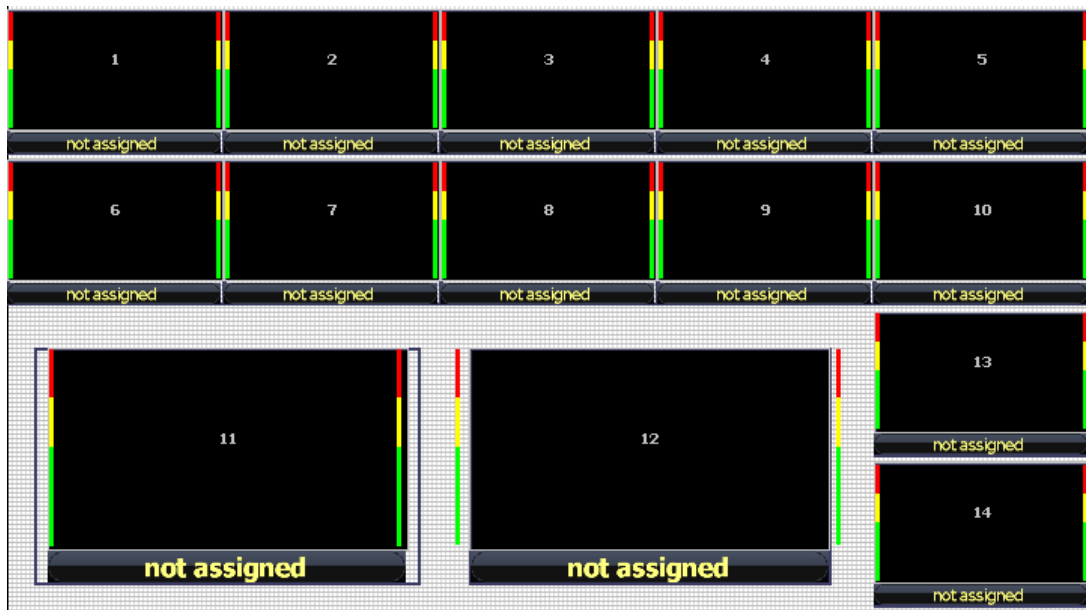 1 2 3 4 5
not assigned not assigned not assigned not assigned not assigned
6 7 8 9 10
not assigned not assigned not assigned not assigned not assigned
13
11 12
not assigned
14
not assigned not assigned
not assigned